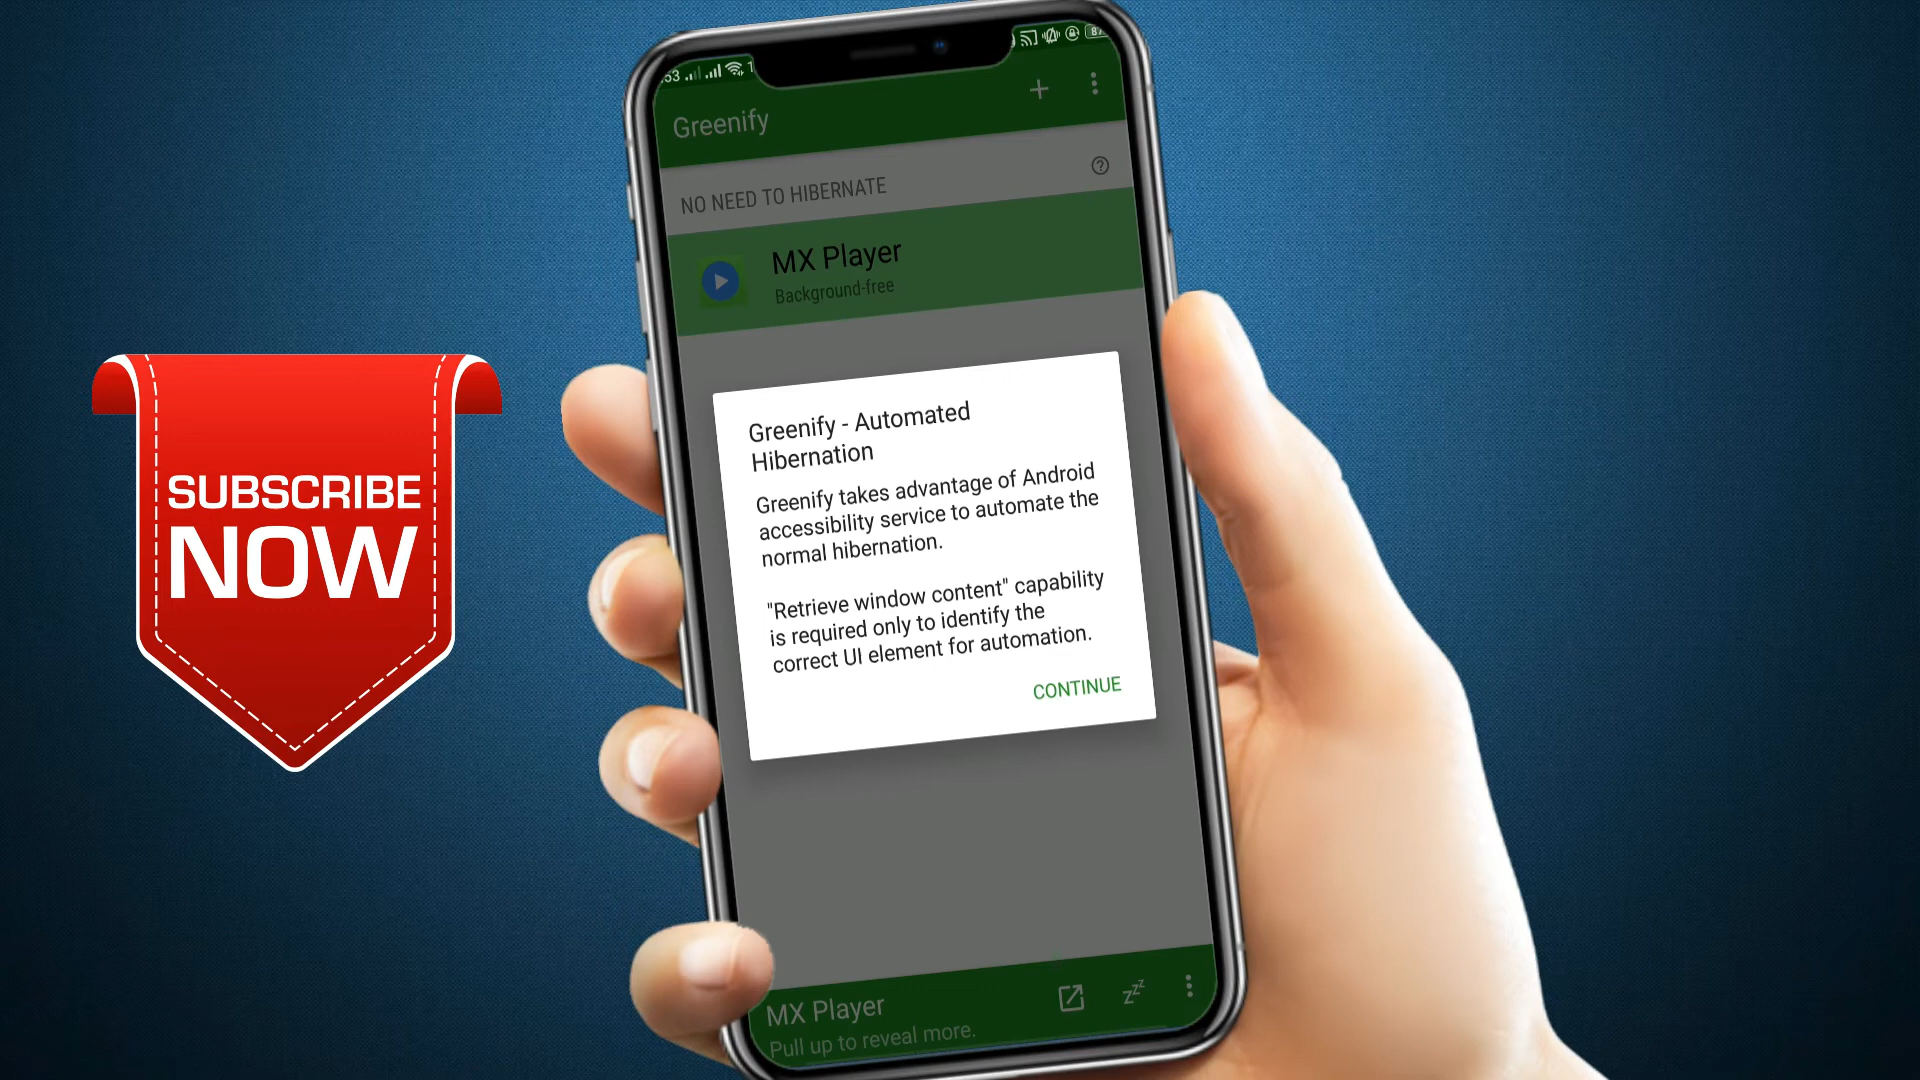 SUBSCRIBE
NOW
53
Greenify
NO NEED TO HIBERNATE
MX Player
Background-free
Greenify - Automated
Hibernation
Greenify takes advantage of Android
accessibility service to automate the
normal hibernation.
"Retrieve window content" capability
is required only to identify the
correct UI element for automation.
CONTINUE
MX Player
Pull up to reveal more.